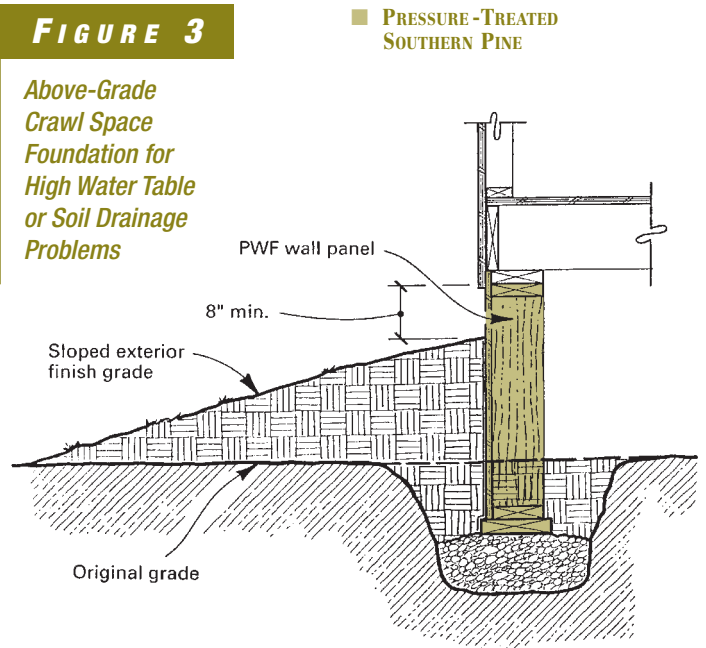 FIGURE 3
PRESSURE-TREATED
SOUTHERN PINE
Above-Grade
Crawl Space
Foundation for
High Water Table
or Soil Drainage
Problems
PWF wall panel
8" min.
Sloped exterior
finish grade
Original grade